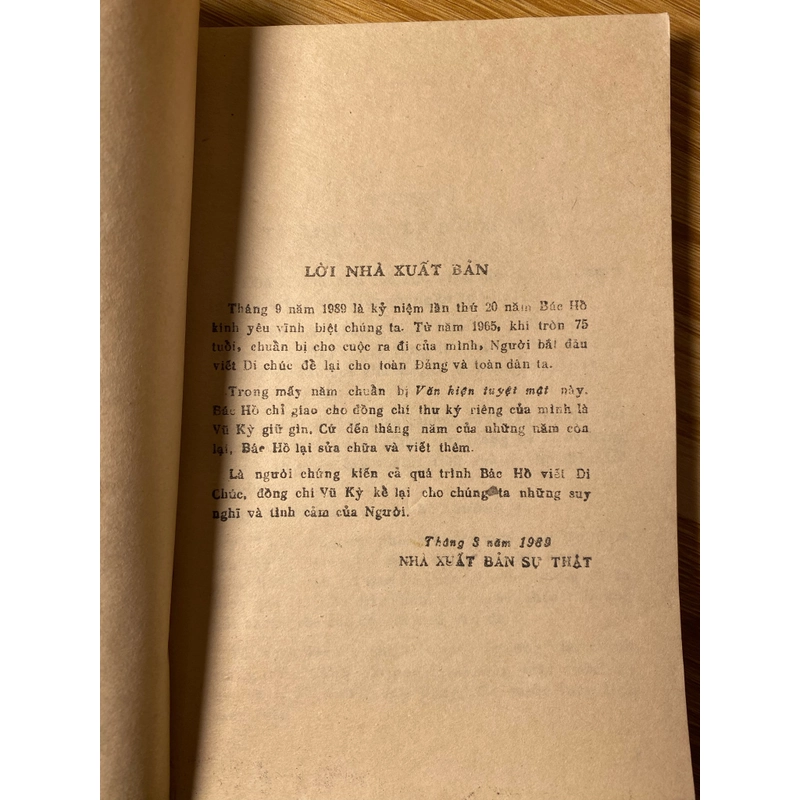 LỜI NHÀ XUẤT BẢN
Tháng 9 năm 1989 là kỷ niệm lần thứ 20 năm Bác Hồ
kính yêu vĩnh biệt chúng ta. Từ năm 1965, khi tròn 75
tuổi, chuẩn bị cho cuộc ra đi của mình, Người bắt đầu
viết Di chúc để lại cho toàn Đảng và toàn dân ta.
Trong mấy năm chuẩn bị Văn kiện tuyệt mật này.
Bác Hồ chỉ giao cho đồng chí thư ký riêng của mình là
Vũ Kỳ giữ gìn. Cứ đến tháng năm của những năm còn
lại, Bác Hồ lại sửa chữa và viết thêm.
Là người chứng kiến cả quá trình Bác Hồ viết Di
Chúc, đồng chí Vũ Kỳ kể lại cho chúng ta những suy
nghĩ và tình cảm của Người.
Tháng 8 năm 1989
NHÀ XUẤT BẢN SỰ THẬT